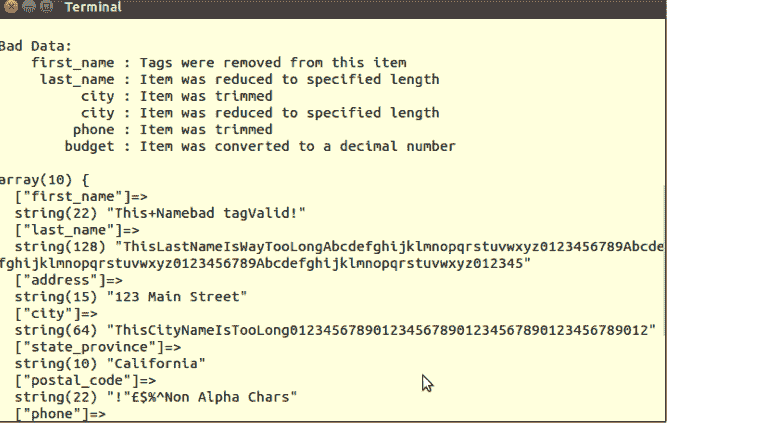 Terminal
Bad Data:
first_name : Tags were removed from this item
last_name : Item was reduced to specified length
city : Item was trimmed
city : Item was reduced to specified length
phone : Item was trimmed
budget : Item was converted to a decimal number
array(10) {
["first_name"]=>
string(22) "This+Namebad tagValid!"
["last_name"]=>
string(128) "ThisLastNameIsWayTooLongAbcdefghijklmnopqrstuvwxyz0123456789Abcde
fghijklmnopqrstuvwxyz0123456789Abcdefghijklmnopqrstuvwxyz012345"
["address"]=>
string(15) "123 Main Street"
["city"]=>
string(64) "ThisCityNameIsTooLong0123456789012345678901234567890123456789012"
["state_province"]=>
string(10) "California"
["postal_code"]=>
string(22) "!"£$%^Non Alpha Chars"
["phone"]=>